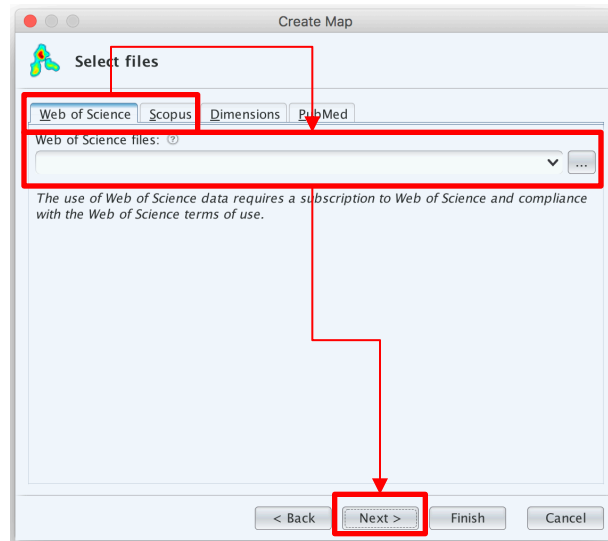 Create Map
Select files
Web of Science Scopus Dimensions PubMed
Web of Science files:
...
The use of Web of Science data requires a subscription to Web of Science and compliance
with the Web of Science terms of use.
< Back Next > Finish Cancel